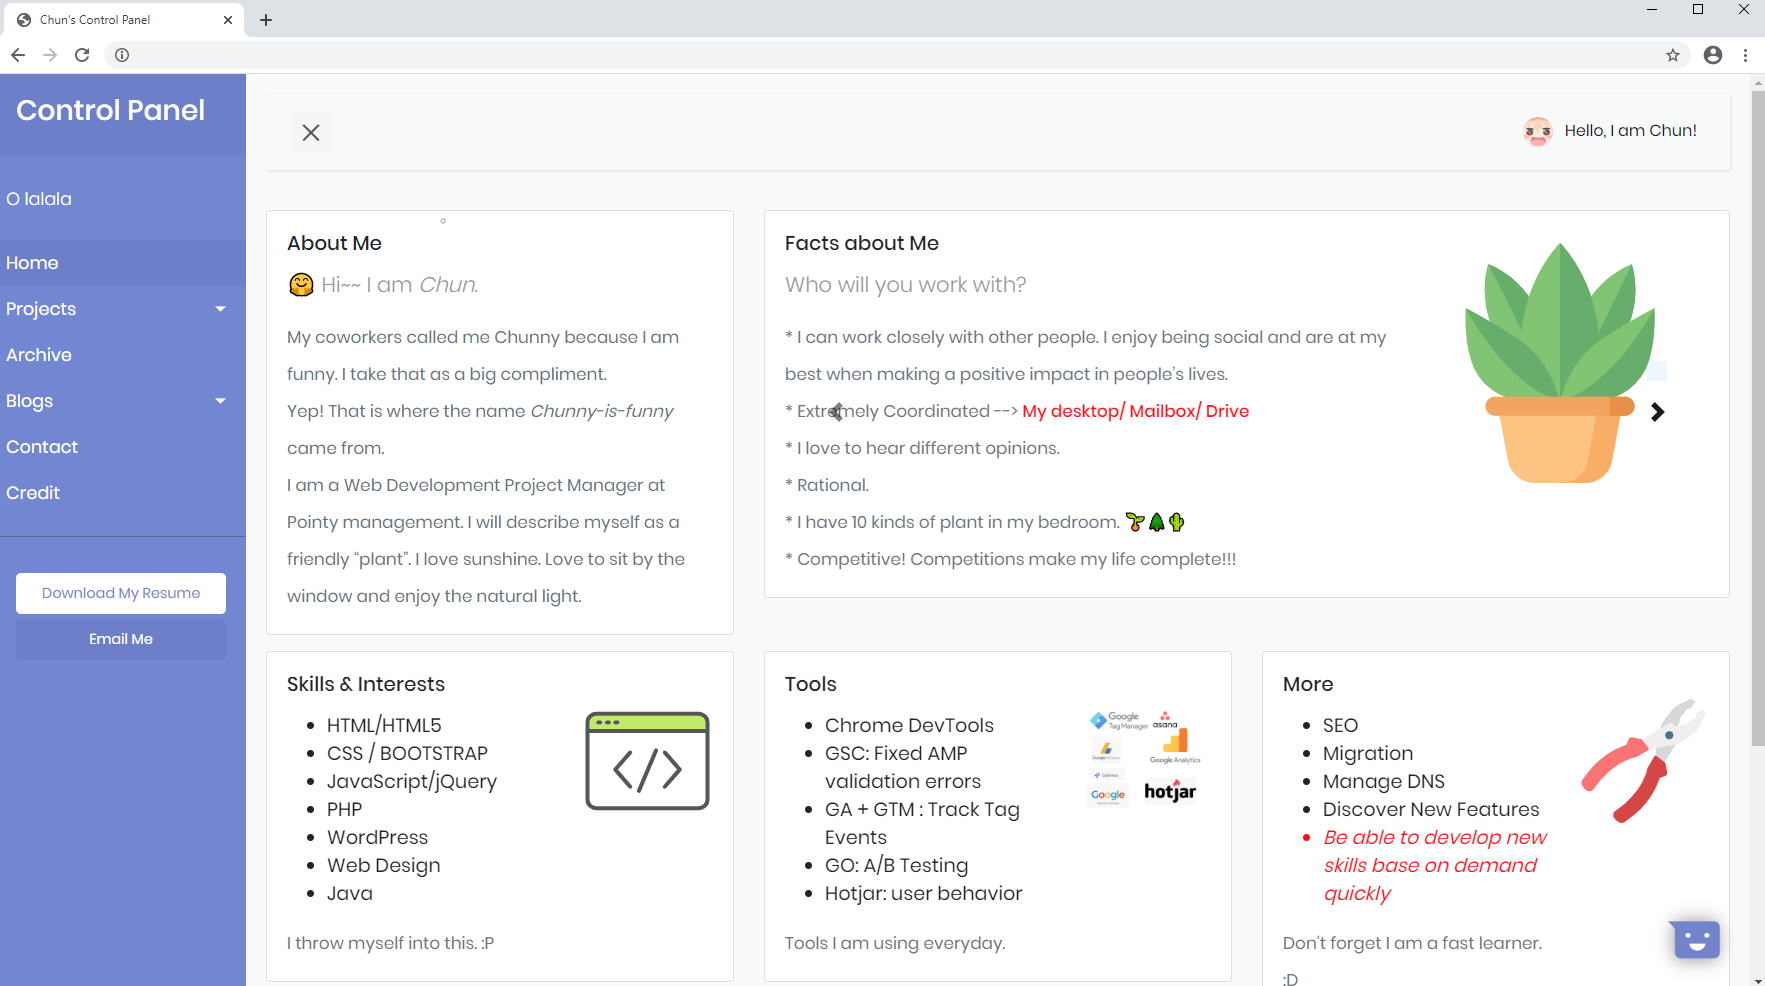 Chun's Control Panel
Control Panel
O lalala
Home
Projects
Archive
Blogs
Contact
Credit
Download My Resume
Email Me
Hello, I am Chun!
About Me
Hi~~ I am Chun.
My coworkers called me Chunny because I am
funny. I take that as a big compliment.
Yep! That is where the name Chunny-is-funny
came from.
I am a Web Development Project Manager at
Pointy management. I will describe myself as a
friendly “plant”. I love sunshine. Love to sit by the
window and enjoy the natural light.
Facts about Me
Who will you work with?
* I can work closely with other people. I enjoy being social and are at my
best when making a positive impact in people’s lives.
* Extremely Coordinated --> My desktop/ Mailbox/ Drive
* I love to hear different opinions.
* Rational.
* I have 10 kinds of plant in my bedroom.
* Competitive! Competitions make my life complete!!!
Skills & Interests
HTML/HTML5
CSS / BOOTSTRAP
JavaScript/jQuery
PHP
WordPress
Web Design
Java
</>
I throw myself into this. :P
Tools
Chrome DevTools
GSC: Fixed AMP
validation errors
GA + GTM : Track Tag
Events
GO: A/B Testing
Hotjar: user behavior
Google
Tag Manager
asana
Google Analytics
Google
hotjar
Tools I am using everyday.
More
SEO
Migration
Manage DNS
Discover New Features
Be able to develop new
skills base on demand
quickly
Don't forget I am a fast learner.
:D